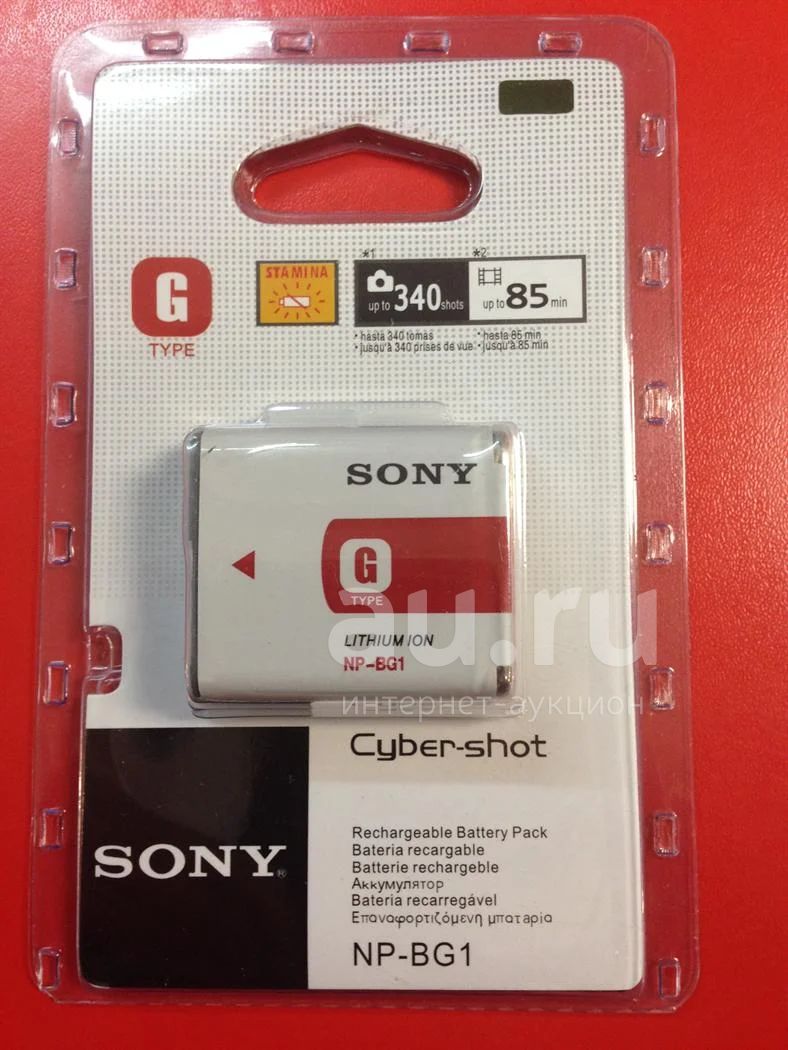 STAMINA
*1
*2
up to 340 shots
up to 85 min
• hasta 340 tomas
• hasta 85 min
• jusqu'à 340 prises de vue
• jusqu'à 85 min
G
TYPE
SONY
G
TYPE
LITHIUM ION
NP-BG1
au.ru
интернет-аукцион
Cyber-shot
SONY®
Rechargeable Battery Pack
Bateria recargable
Batterie rechargeble
Аккумулятор
Bateria recarregável
Επαναφορτιζόμενη μπαταρία
NP-BG1